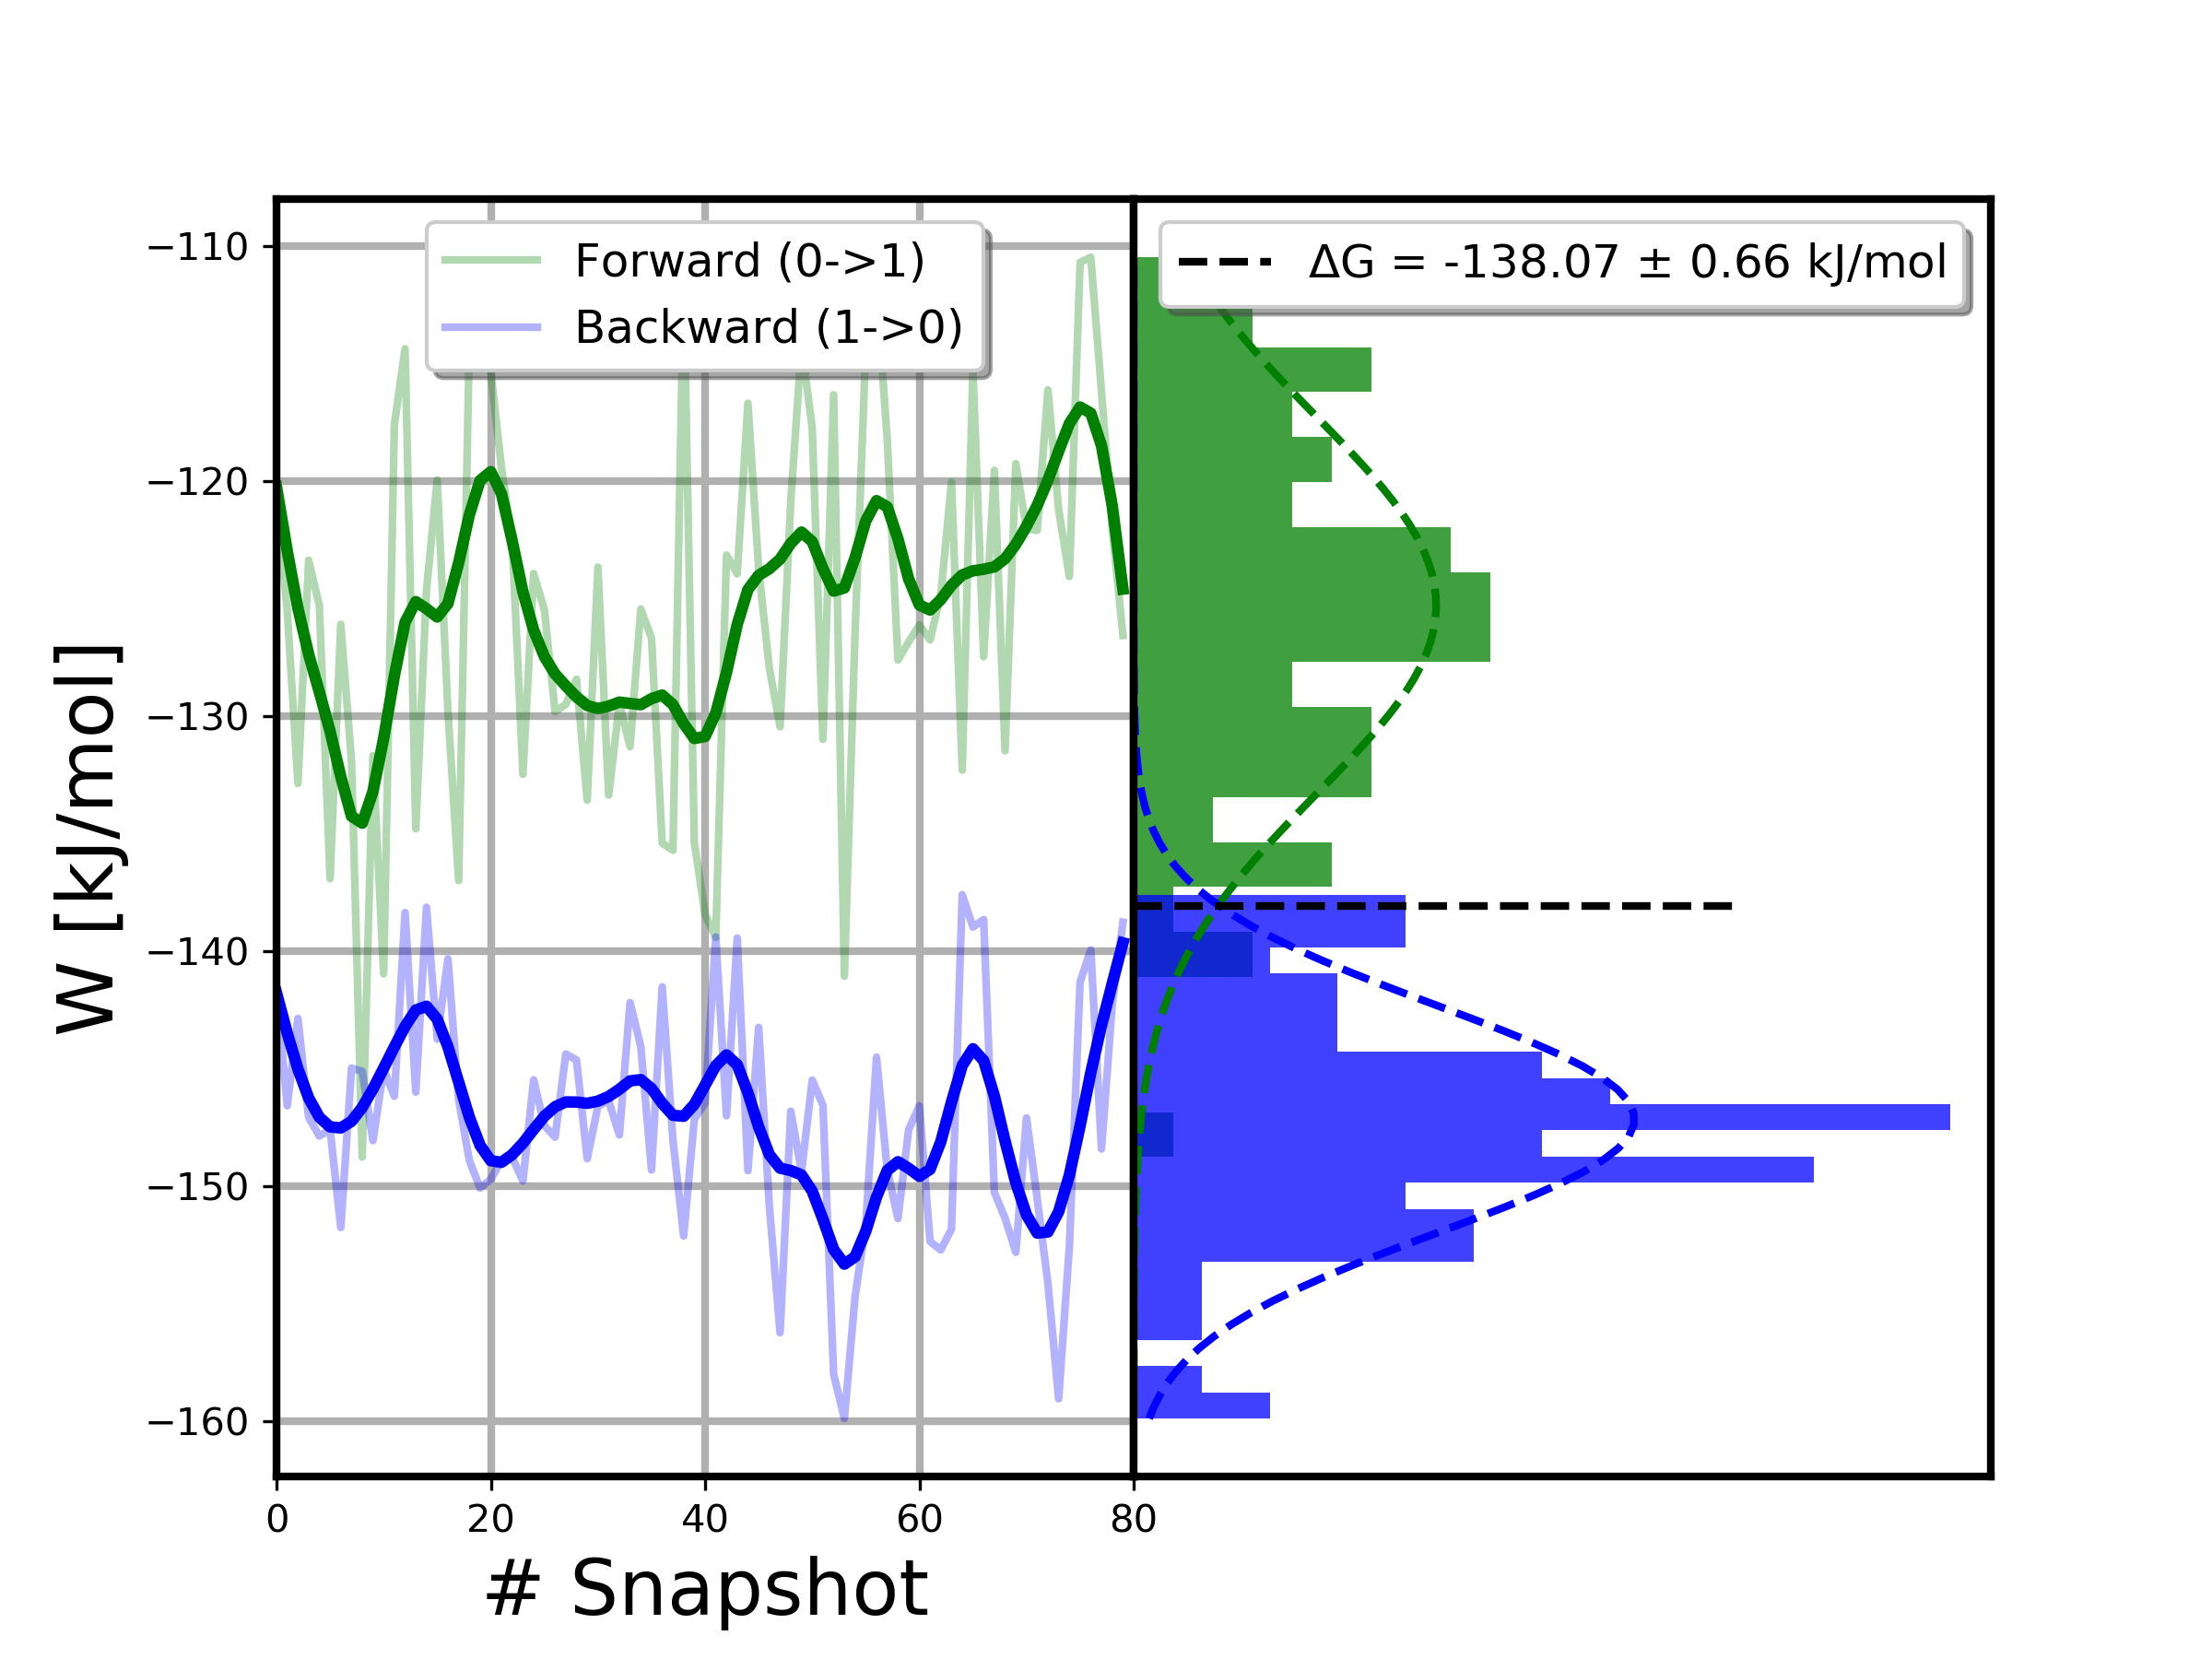 Forward (0->1)
Backward (1->0)
ΔG = -138.07 ± 0.66 kJ/mol
W [kJ/mol]
−110
−120
−130
−140
−150
−160
0 20 40 60 80
# Snapshot